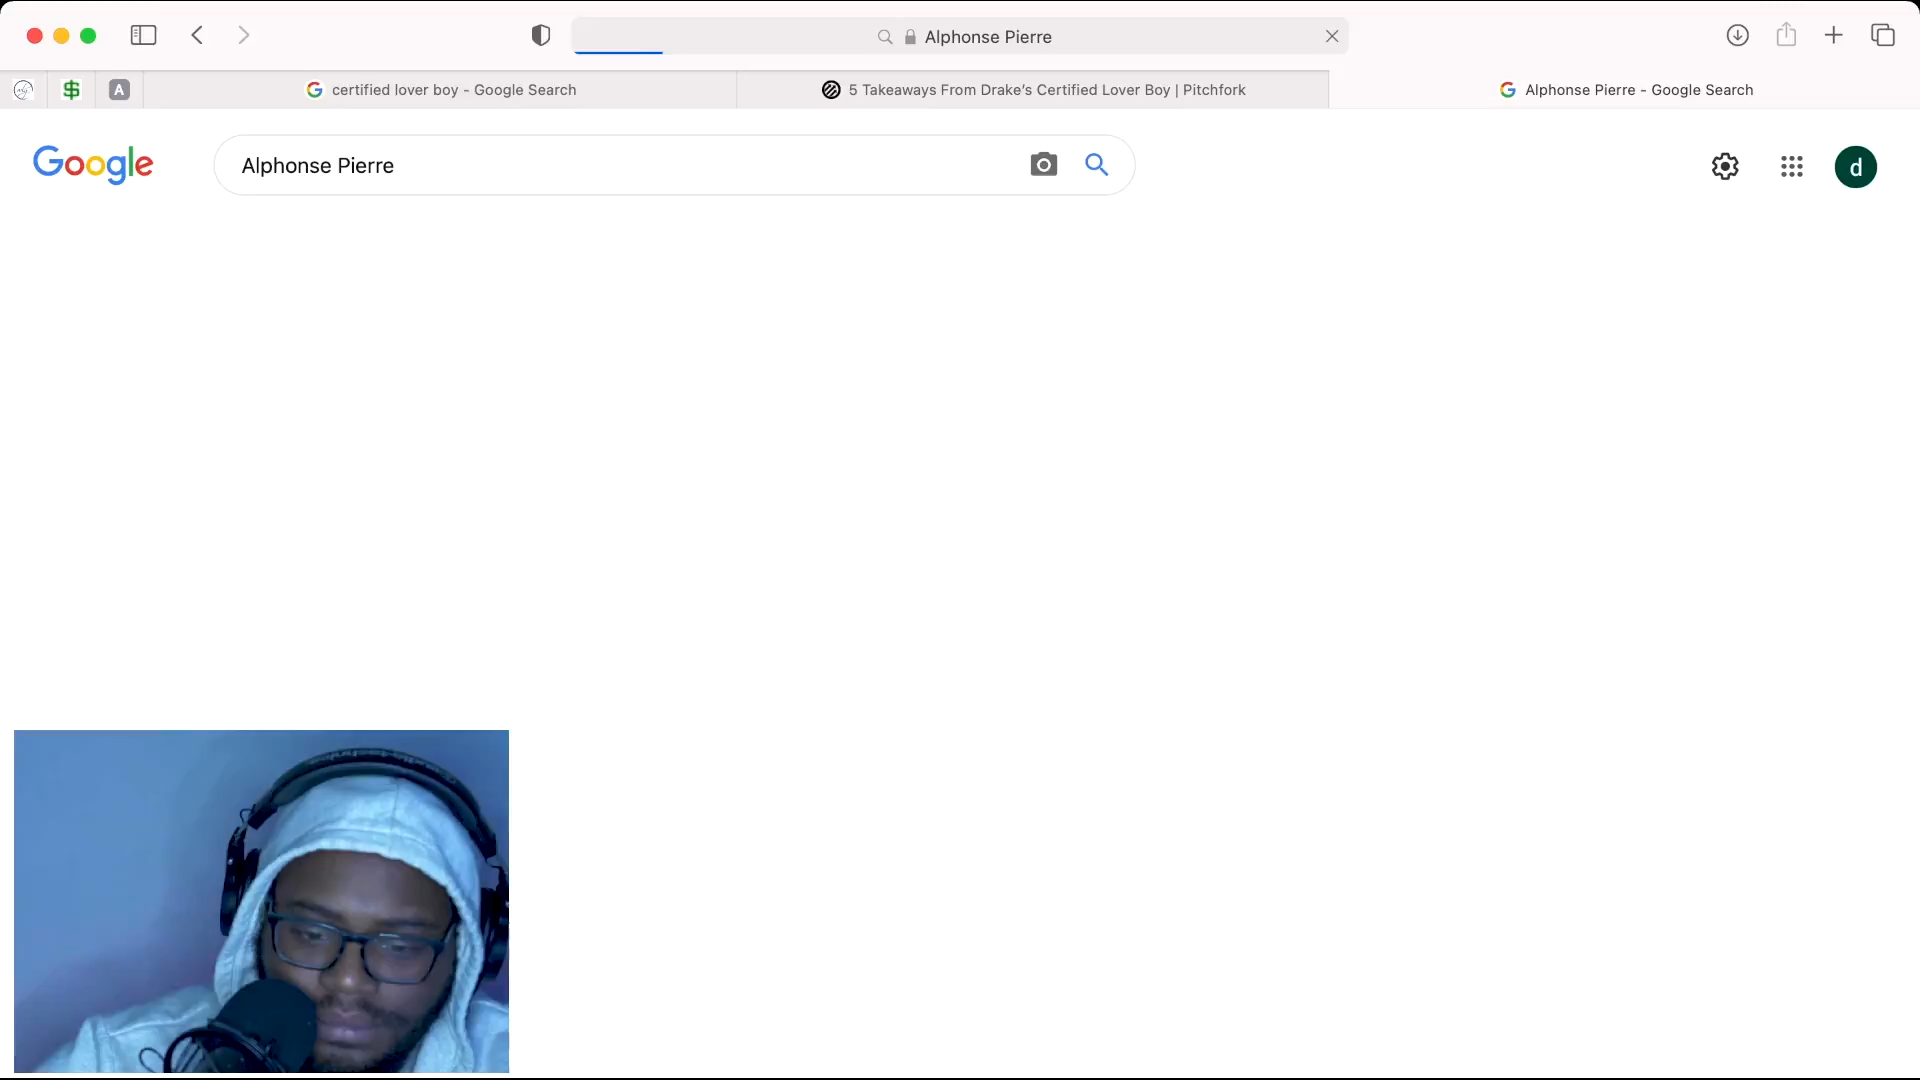 Alphonse Pierre
$
A
certified lover boy - Google Search
5 Takeaways From Drake's Certified Lover Boy | Pitchfork
Alphonse Pierre - Google Search
Google
Alphonse Pierre
d